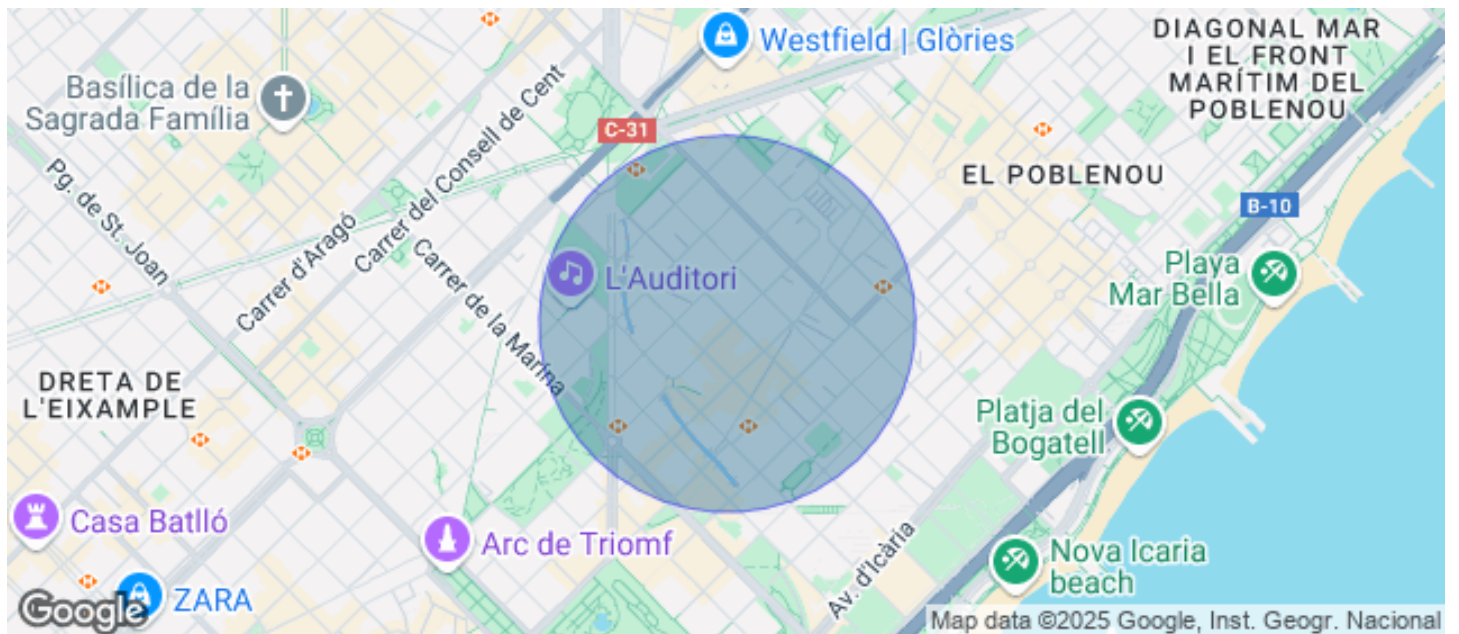 Westfield | Glòries
DIAGONAL MAR
I EL FRONT
MARÍTIM DEL
POBLENOU
Basílica de la
Sagrada Família
Carrer del Consell de Cent
C-31
Pg. de St. Joan
EL POBLENOU
B-10
Carrer d'Aragó
Carrer de la Marina
L'Auditori
Playa
Mar Bella
DRETA DE
L'EIXAMPLE
Platja del
Bogatell
Casa Batlló
Arc de Triomf
Av. d'Icària
Nova Icaria
beach
ZARA
Google
Map data ©2025 Google, Inst. Geogr. Nacional